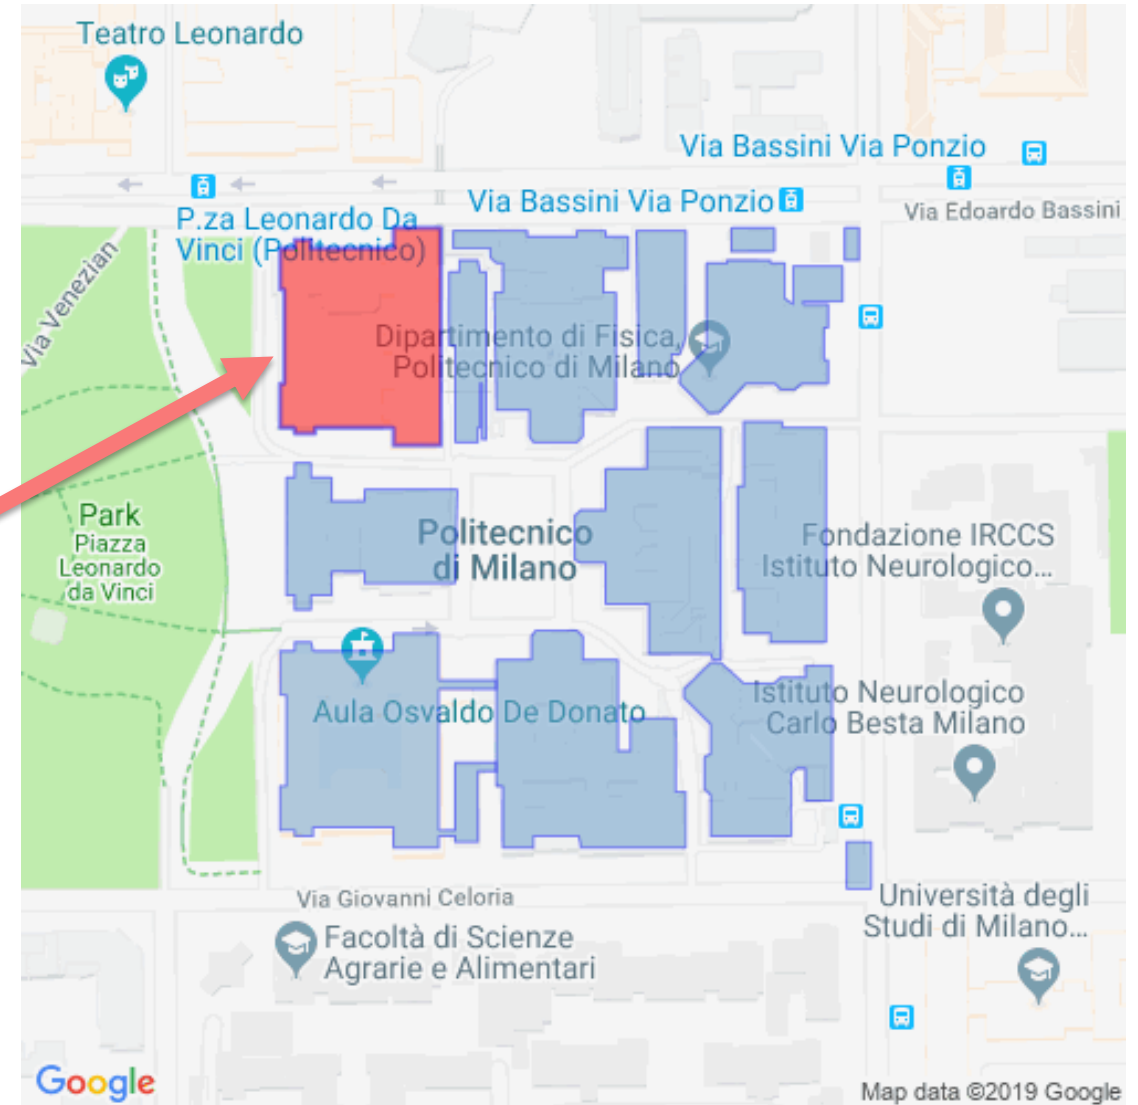 Teatro Leonardo
Via Bassini Via Ponzio
Via Bassini Via Ponzio
Via Edoardo Bassini
P.za Leonardo Da
Vinci (Politecnico)
Via Venezian
Dipartimento di Fisica,
Politecnico di Milano
Park
Piazza
Leonardo
da Vinci
Politecnico
di Milano
Fondazione IRCCS
Istituto Neurologico...
Istituto Neurologico
Carlo Besta Milano
Aula Osvaldo De Donato
Via Giovanni Celoria
Università degli
Studi di Milano...
Facoltà di Scienze
Agrarie e Alimentari
Google
Map data ©2019 Google